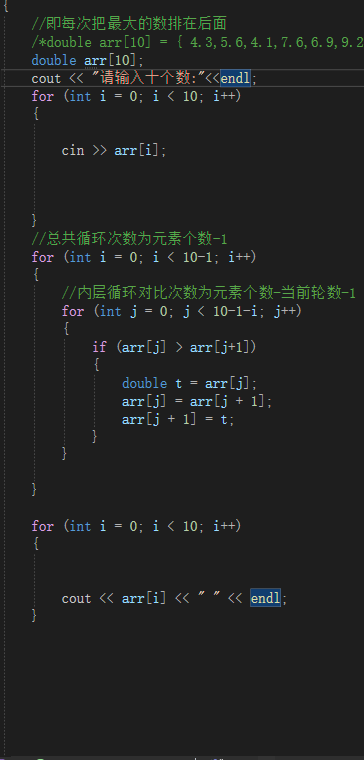 {
//即每次把最大的数排在后面
/*double arr[10] = { 4.3,5.6,4.1,7.6,6.9,9.2
double arr[10];
cout << "请输入十个数:"<<endl;
for (int i = 0; i < 10; i++)
{
cin >> arr[i];
}
//总共循环次数为元素个数-1
for (int i = 0; i < 10-1; i++)
{
//内层循环对比次数为元素个数-当前轮数-1
for (int j = 0; j < 10-1-i; j++)
{
if (arr[j] > arr[j+1])
{
double t = arr[j];
arr[j] = arr[j + 1];
arr[j + 1] = t;
}
}
}
for (int i = 0; i < 10; i++)
{
cout << arr[i] << " " << endl;
}